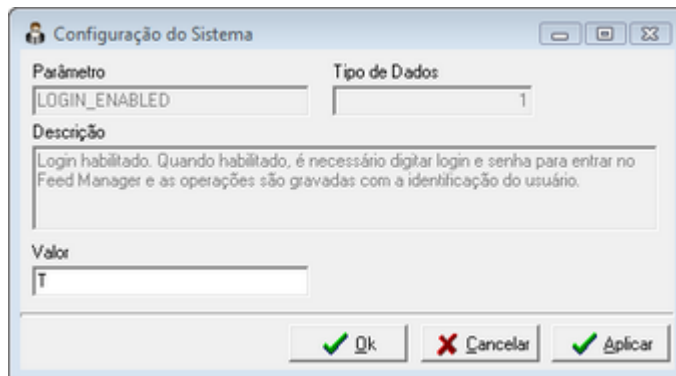 Configuração do Sistema
Parâmetro Tipo de Dados
LOGIN_ENABLED 1
Descrição
Login habilitado. Quando habilitado, é necessário digitar login e senha para entrar no
Feed Manager e as operações são gravadas com a identificação do usuário.
Valor
T
Ok Cancelar Aplicar